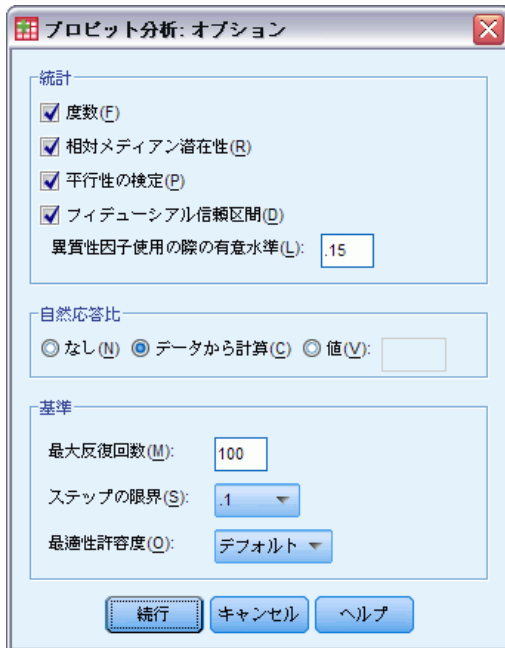 プロビット分析: オプション
統計
度数(F)
相対メディアン潜在性(R)
平行性の検定(P)
フィデューシアル信頼区間(D)
異質性因子使用の際の有意水準(L): .15
自然応答比
なし(N) データから計算(C) 値(V):
基準
最大反復回数(M): 100
ステップの限界(S): .1
最適性許容度(O): デフォルト
続行 キャンセル ヘルプ